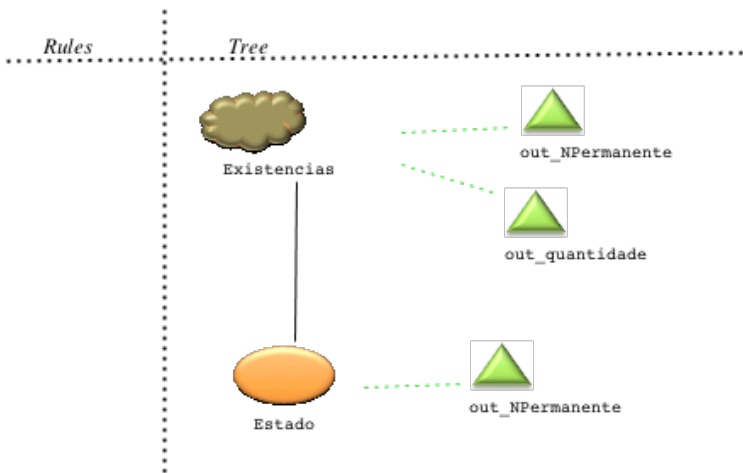 Rules
Tree
out_NPermanente
Existencias
out_quantidade
out_NPermanente
Estado